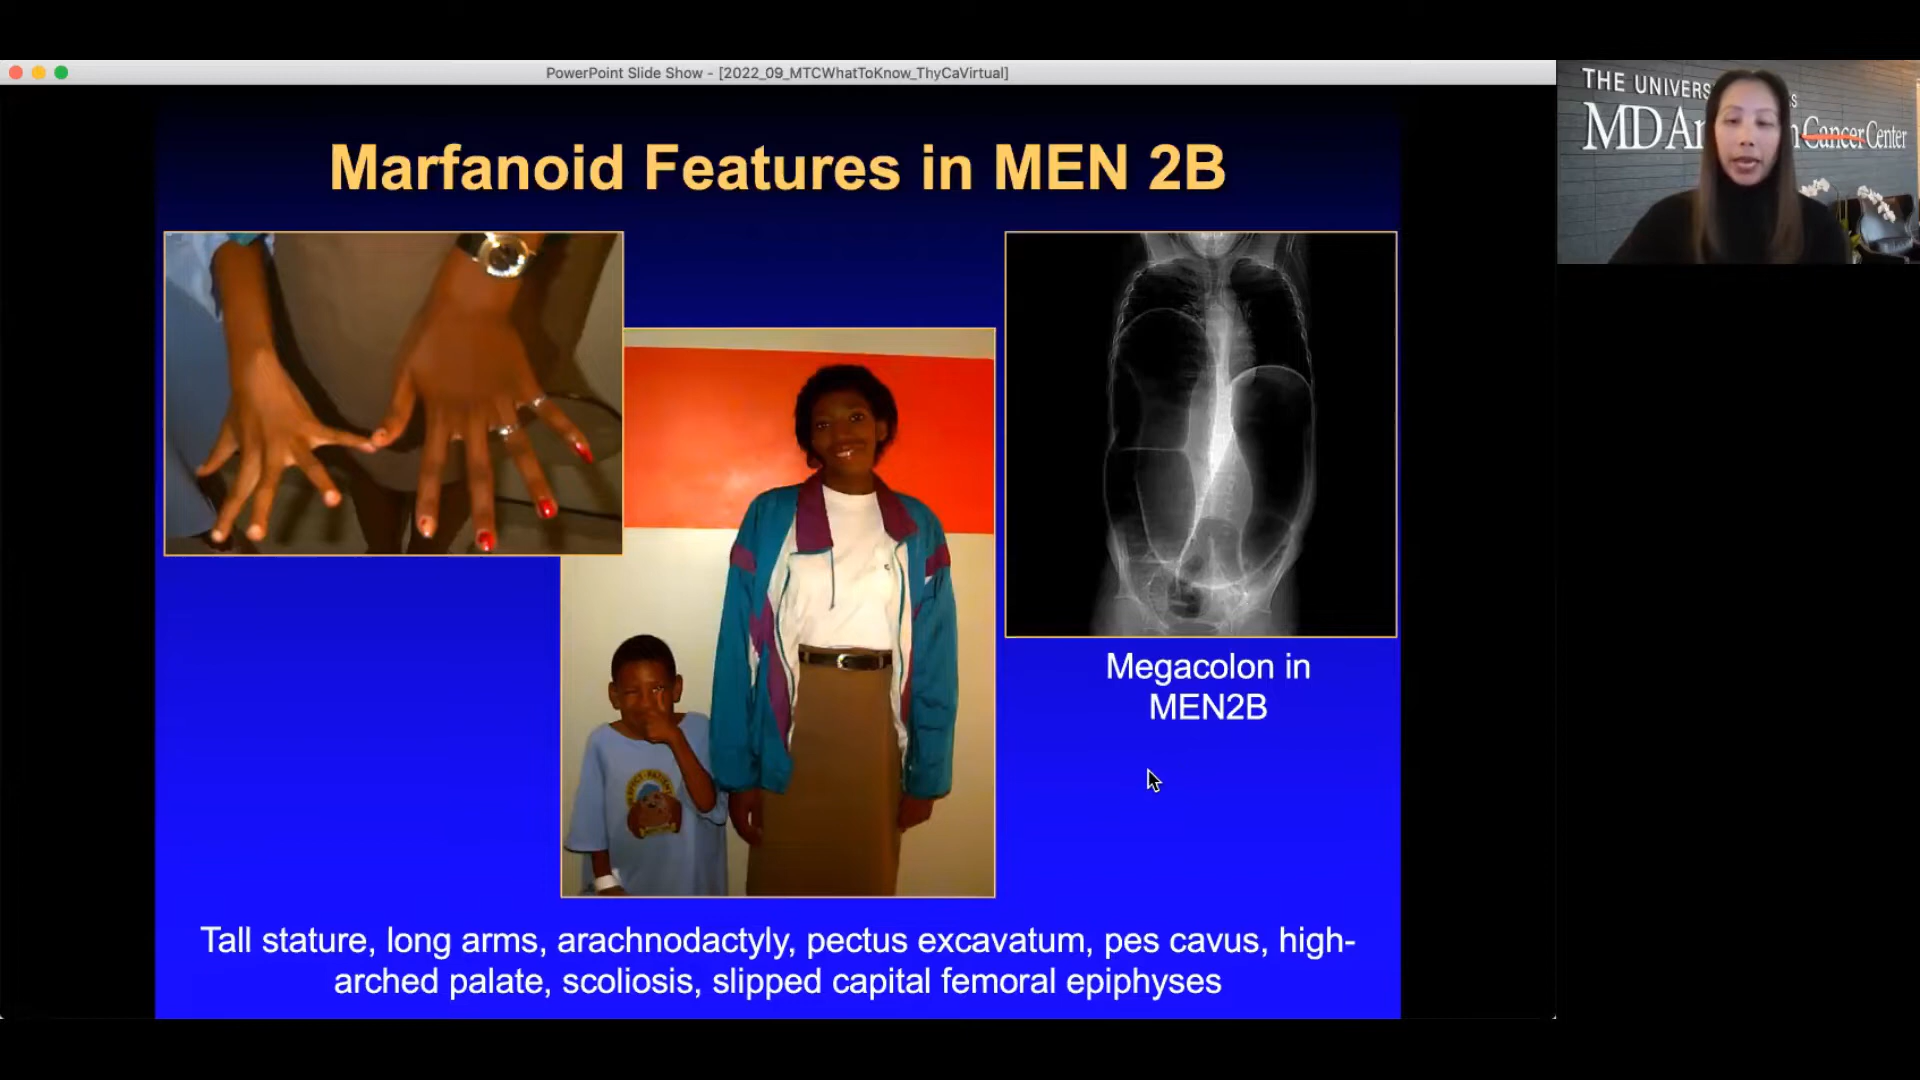 PowerPoint Slide Show - [2022_09_MTCWhatToKnow_ThyCaVirtual]
Marfanoid Features in MEN 2B
Megacolon in
MEN2B
Tall stature, long arms, arachnodactyly, pectus excavatum, pes cavus, high-
arched palate, scoliosis, slipped capital femoral epiphyses
THE
MD
Cancer Center